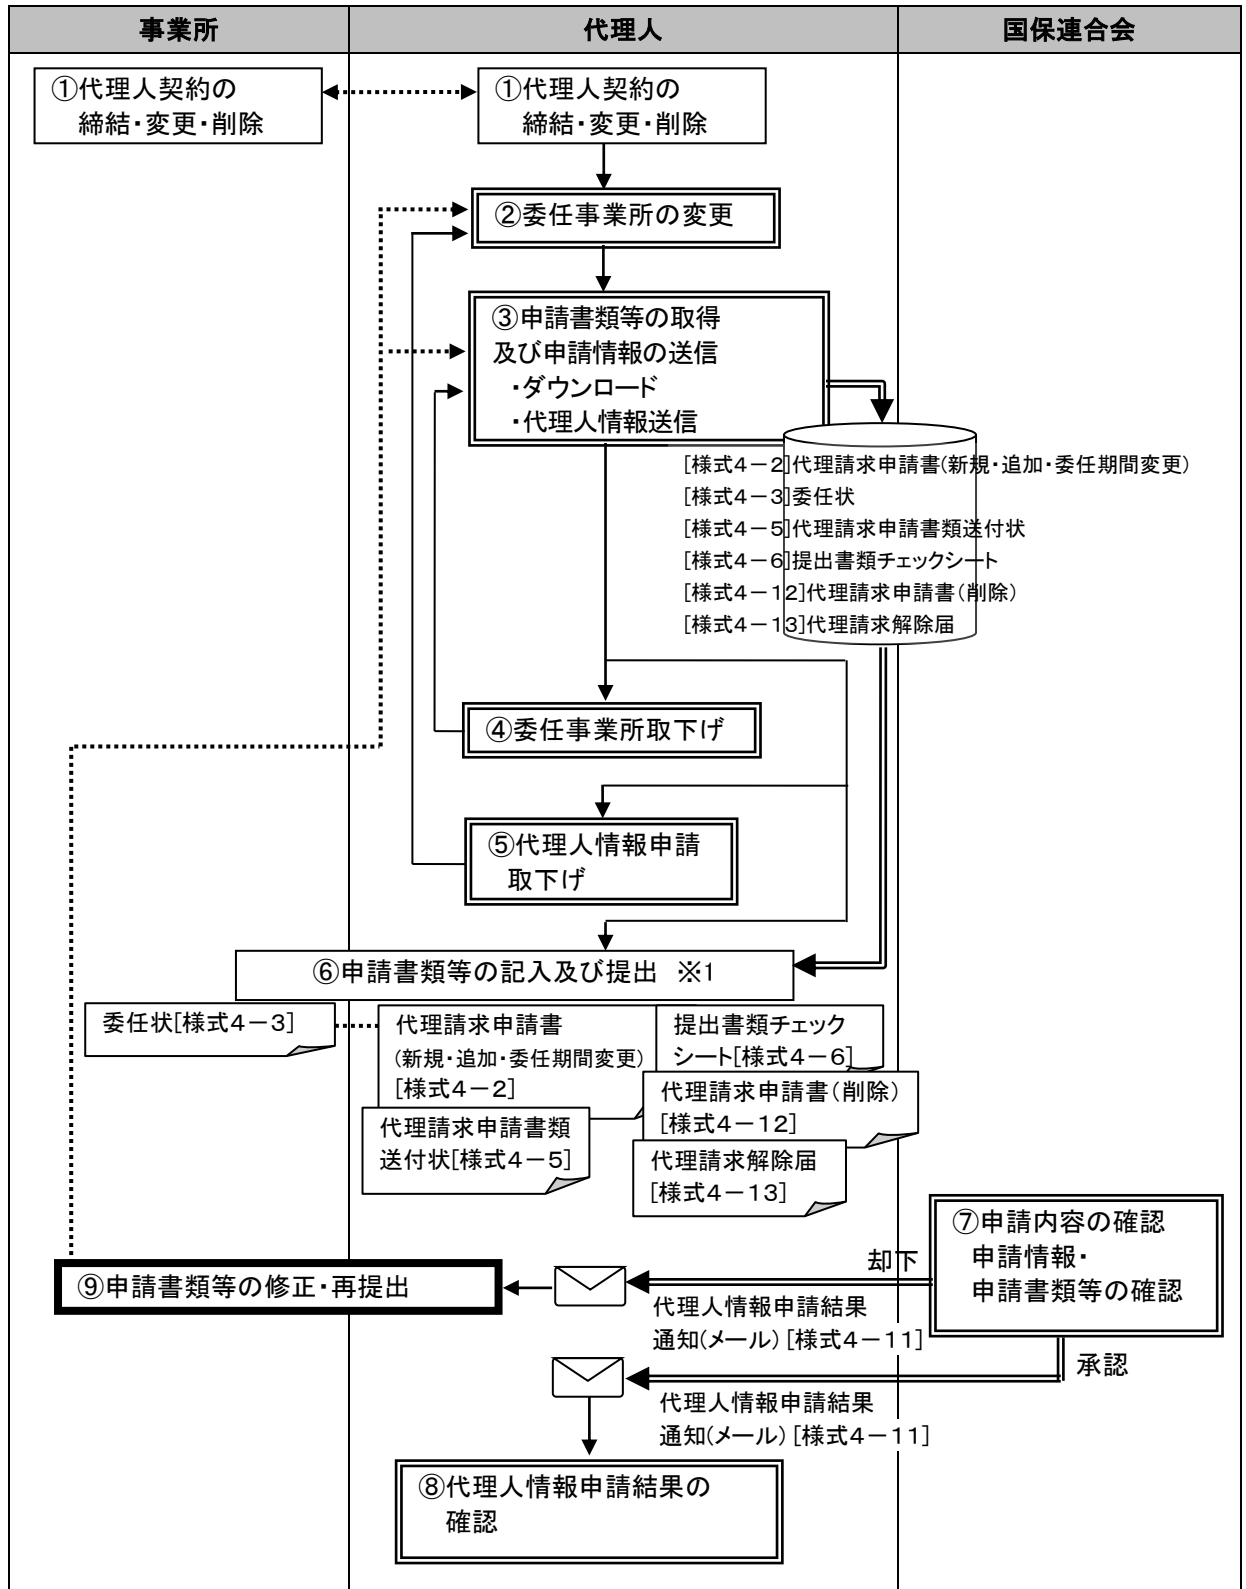 事業所
代理人
国保連合会
①代理人契約の
締結・変更・削除
①代理人契約の
締結・変更・削除
②委任事業所の変更
③申請書類等の取得
及び申請情報の送信
・ダウンロード
・代理人情報送信
[様式4－2]代理請求申請書(新規・追加・委任期間変更)
[様式4－3]委任状
[様式4－5]代理請求申請書類送付状
[様式4－6]提出書類チェックシート
[様式4－12]代理請求申請書(削除)
[様式4－13]代理請求解除届
④委任事業所取下げ
⑤代理人情報申請
取下げ
⑥申請書類等の記入及び提出 ※1
委任状[様式4－3]
代理請求申請書
(新規・追加・委任期間変更)
[様式4－2]
提出書類チェック
シート[様式4－6]
代理請求申請書(削除)
[様式4－12]
代理請求申請書類
送付状[様式4－5]
代理請求解除届
[様式4－13]
⑦申請内容の確認
申請情報・
申請書類等の確認
却下
⑨申請書類等の修正・再提出
代理人情報申請結果
通知(メール)[様式4－11]
承認
代理人情報申請結果
通知(メール)[様式4－11]
⑧代理人情報申請結果の
確認